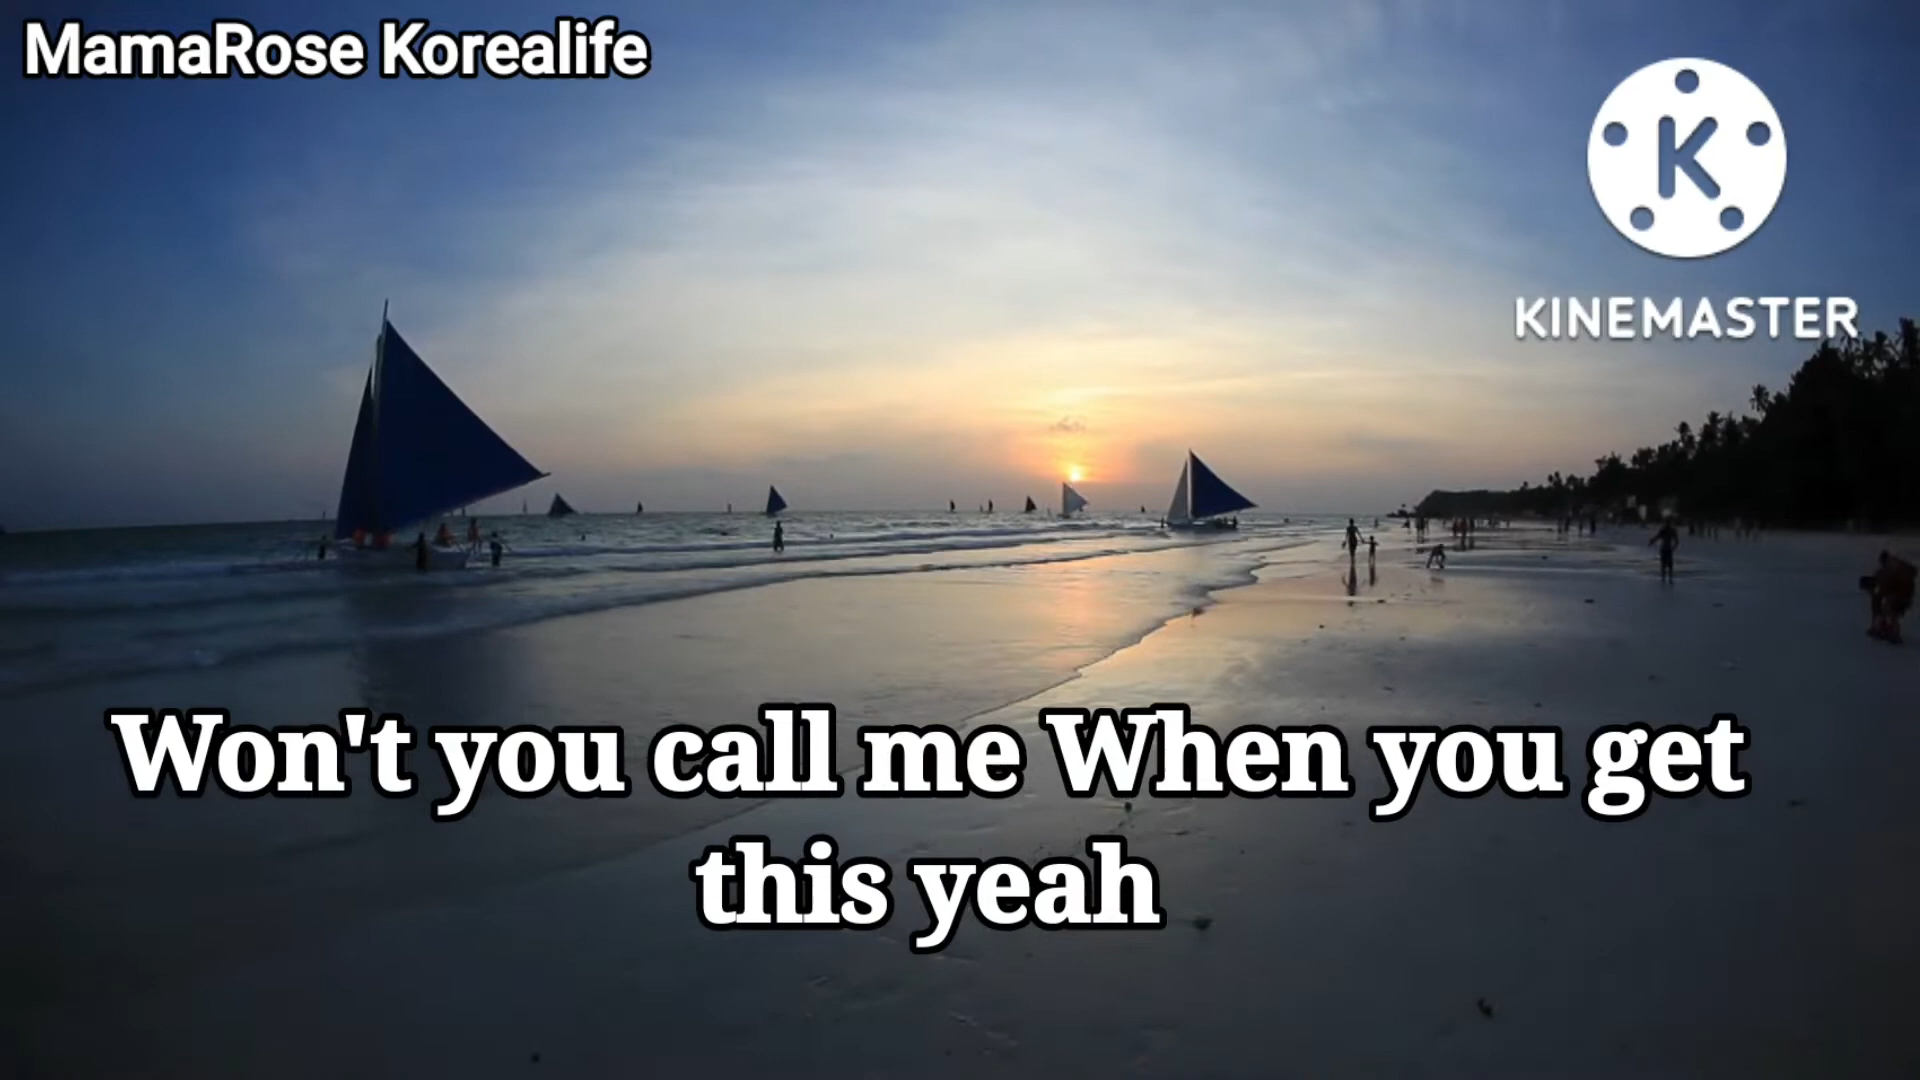 MamaRose Korealife
K
KINEMASTER
Won't you call me When you get
this yeah